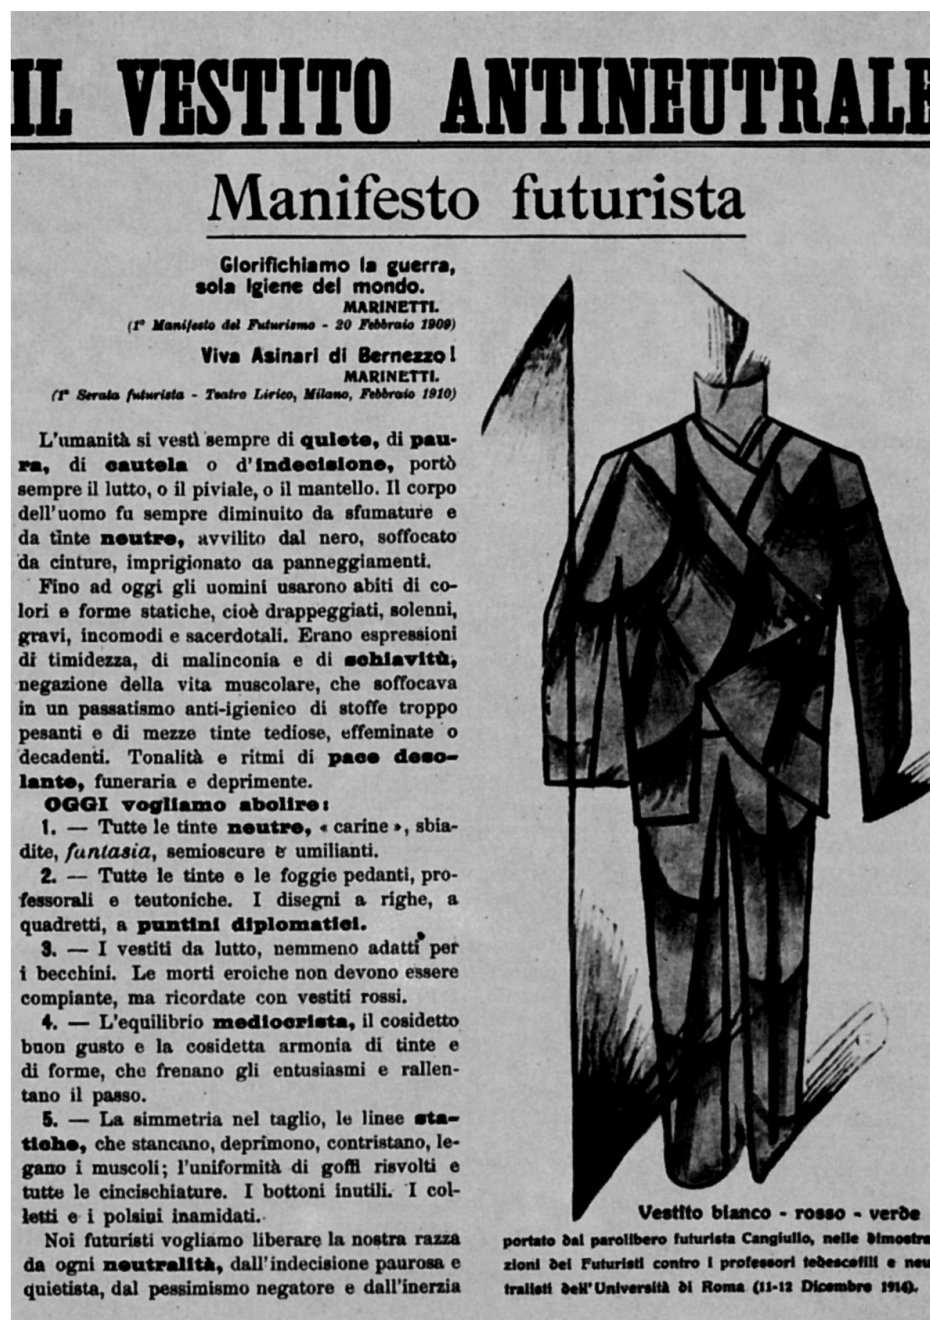 IL VESTITO ANTINEUTRALE
Manifesto futurista
Glorifichiamo la guerra,
sola igiene del mondo.
MARINETTI.
(1° Manifesto del Futurismo - 20 Febbraio 1909)
Viva Asinari di Bernezzo!
MARINETTI.
(1ª Serata futurista - Teatro Lirico, Milano, Febbraio 1910)
L'umanità si vestì sempre di quiete, di pau-
ra, di cautela o d'indecisione, portò
sempre il lutto, o il piviale, o il mantello. Il corpo
dell'uomo fu sempre diminuito da sfumature e
da tinte neutre, avvilito dal nero, soffocato
da cinture, imprigionato da panneggiamenti.
Fino ad oggi gli uomini usarono abiti di co-
lori e forme statiche, cioè drappeggiati, solenni,
gravi, incomodi e sacerdotali. Erano espressioni
di timidezza, di malinconia e di schiavitù,
negazione della vita muscolare, che soffocava
in un passatismo anti-igienico di stoffe troppo
pesanti e di mezze tinte tediose, effeminate o
decadenti. Tonalità e ritmi di pace deso-
lante, funeraria e deprimente.
OGGI vogliamo abolire:
1. — Tutte le tinte neutre, « carine », sbia-
dite, fantasia, semioscure e umilianti.
2. — Tutte le tinte e le foggie pedanti, pro-
fessorali e teutoniche. I disegni a righe, a
quadretti, a puntini diplomatici.
3. — I vestiti da lutto, nemmeno adatti per
i becchini. Le morti eroiche non devono essere
compiante, ma ricordate con vestiti rossi.
4. — L'equilibrio mediocrista, il cosidetto
buon gusto e la cosidetta armonia di tinte e
di forme, che frenano gli entusiasmi e rallen-
tano il passo.
5. — La simmetria nel taglio, le linee sta-
tiche, che stancano, deprimono, contristano, le-
gano i muscoli; l'uniformità di goffi risvolti e
tutte le cincischiature. I bottoni inutili. I col-
letti e i polsini inamidati.
Noi futuristi vogliamo liberare la nostra razza
da ogni neutralità, dall'indecisione paurosa e
quietista, dal pessimismo negatore e dall'inerzia
Vestito bianco - rosso - verde
portato dal parolibero futurista Cangiullo, nelle dimostra
zioni dei Futuristi contro i professori tedescofili e neu
tralisti dell'Università di Roma (11-12 Dicembre 1914).